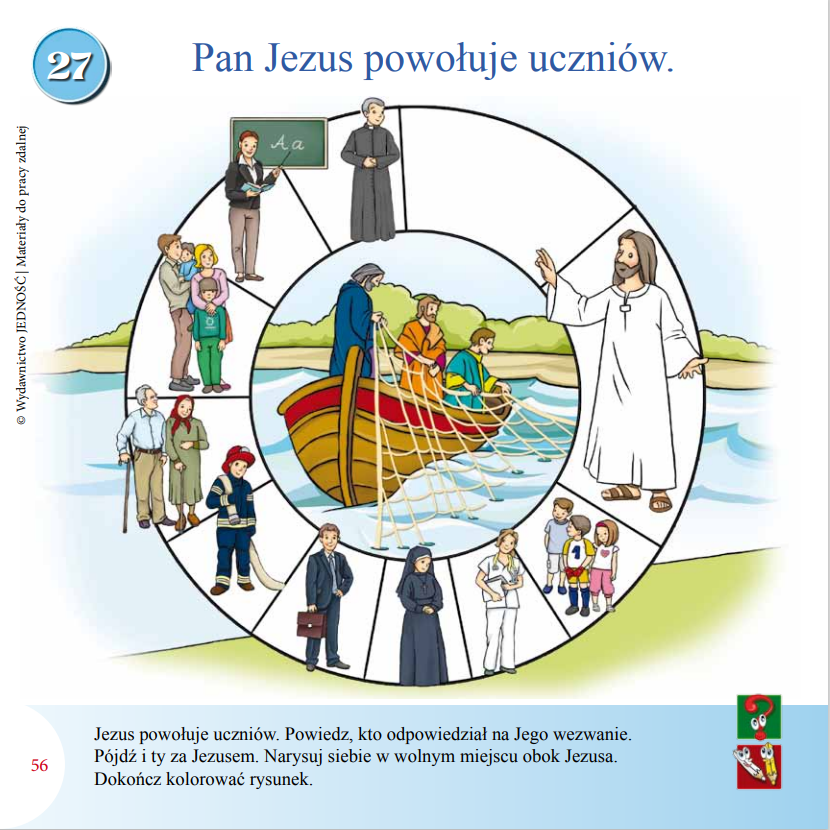 27
Pan Jezus powołuje uczniów.
© Wydawnictwo JEDNOŚĆ | Materiały do pracy zdalnej
A a
1
Jezus powołuje uczniów. Powiedz, kto odpowiedział na Jego wezwanie.
Pójdź i ty za Jezusem. Narysuj siebie w wolnym miejscu obok Jezusa.
Dokończ kolorować rysunek.
56
?